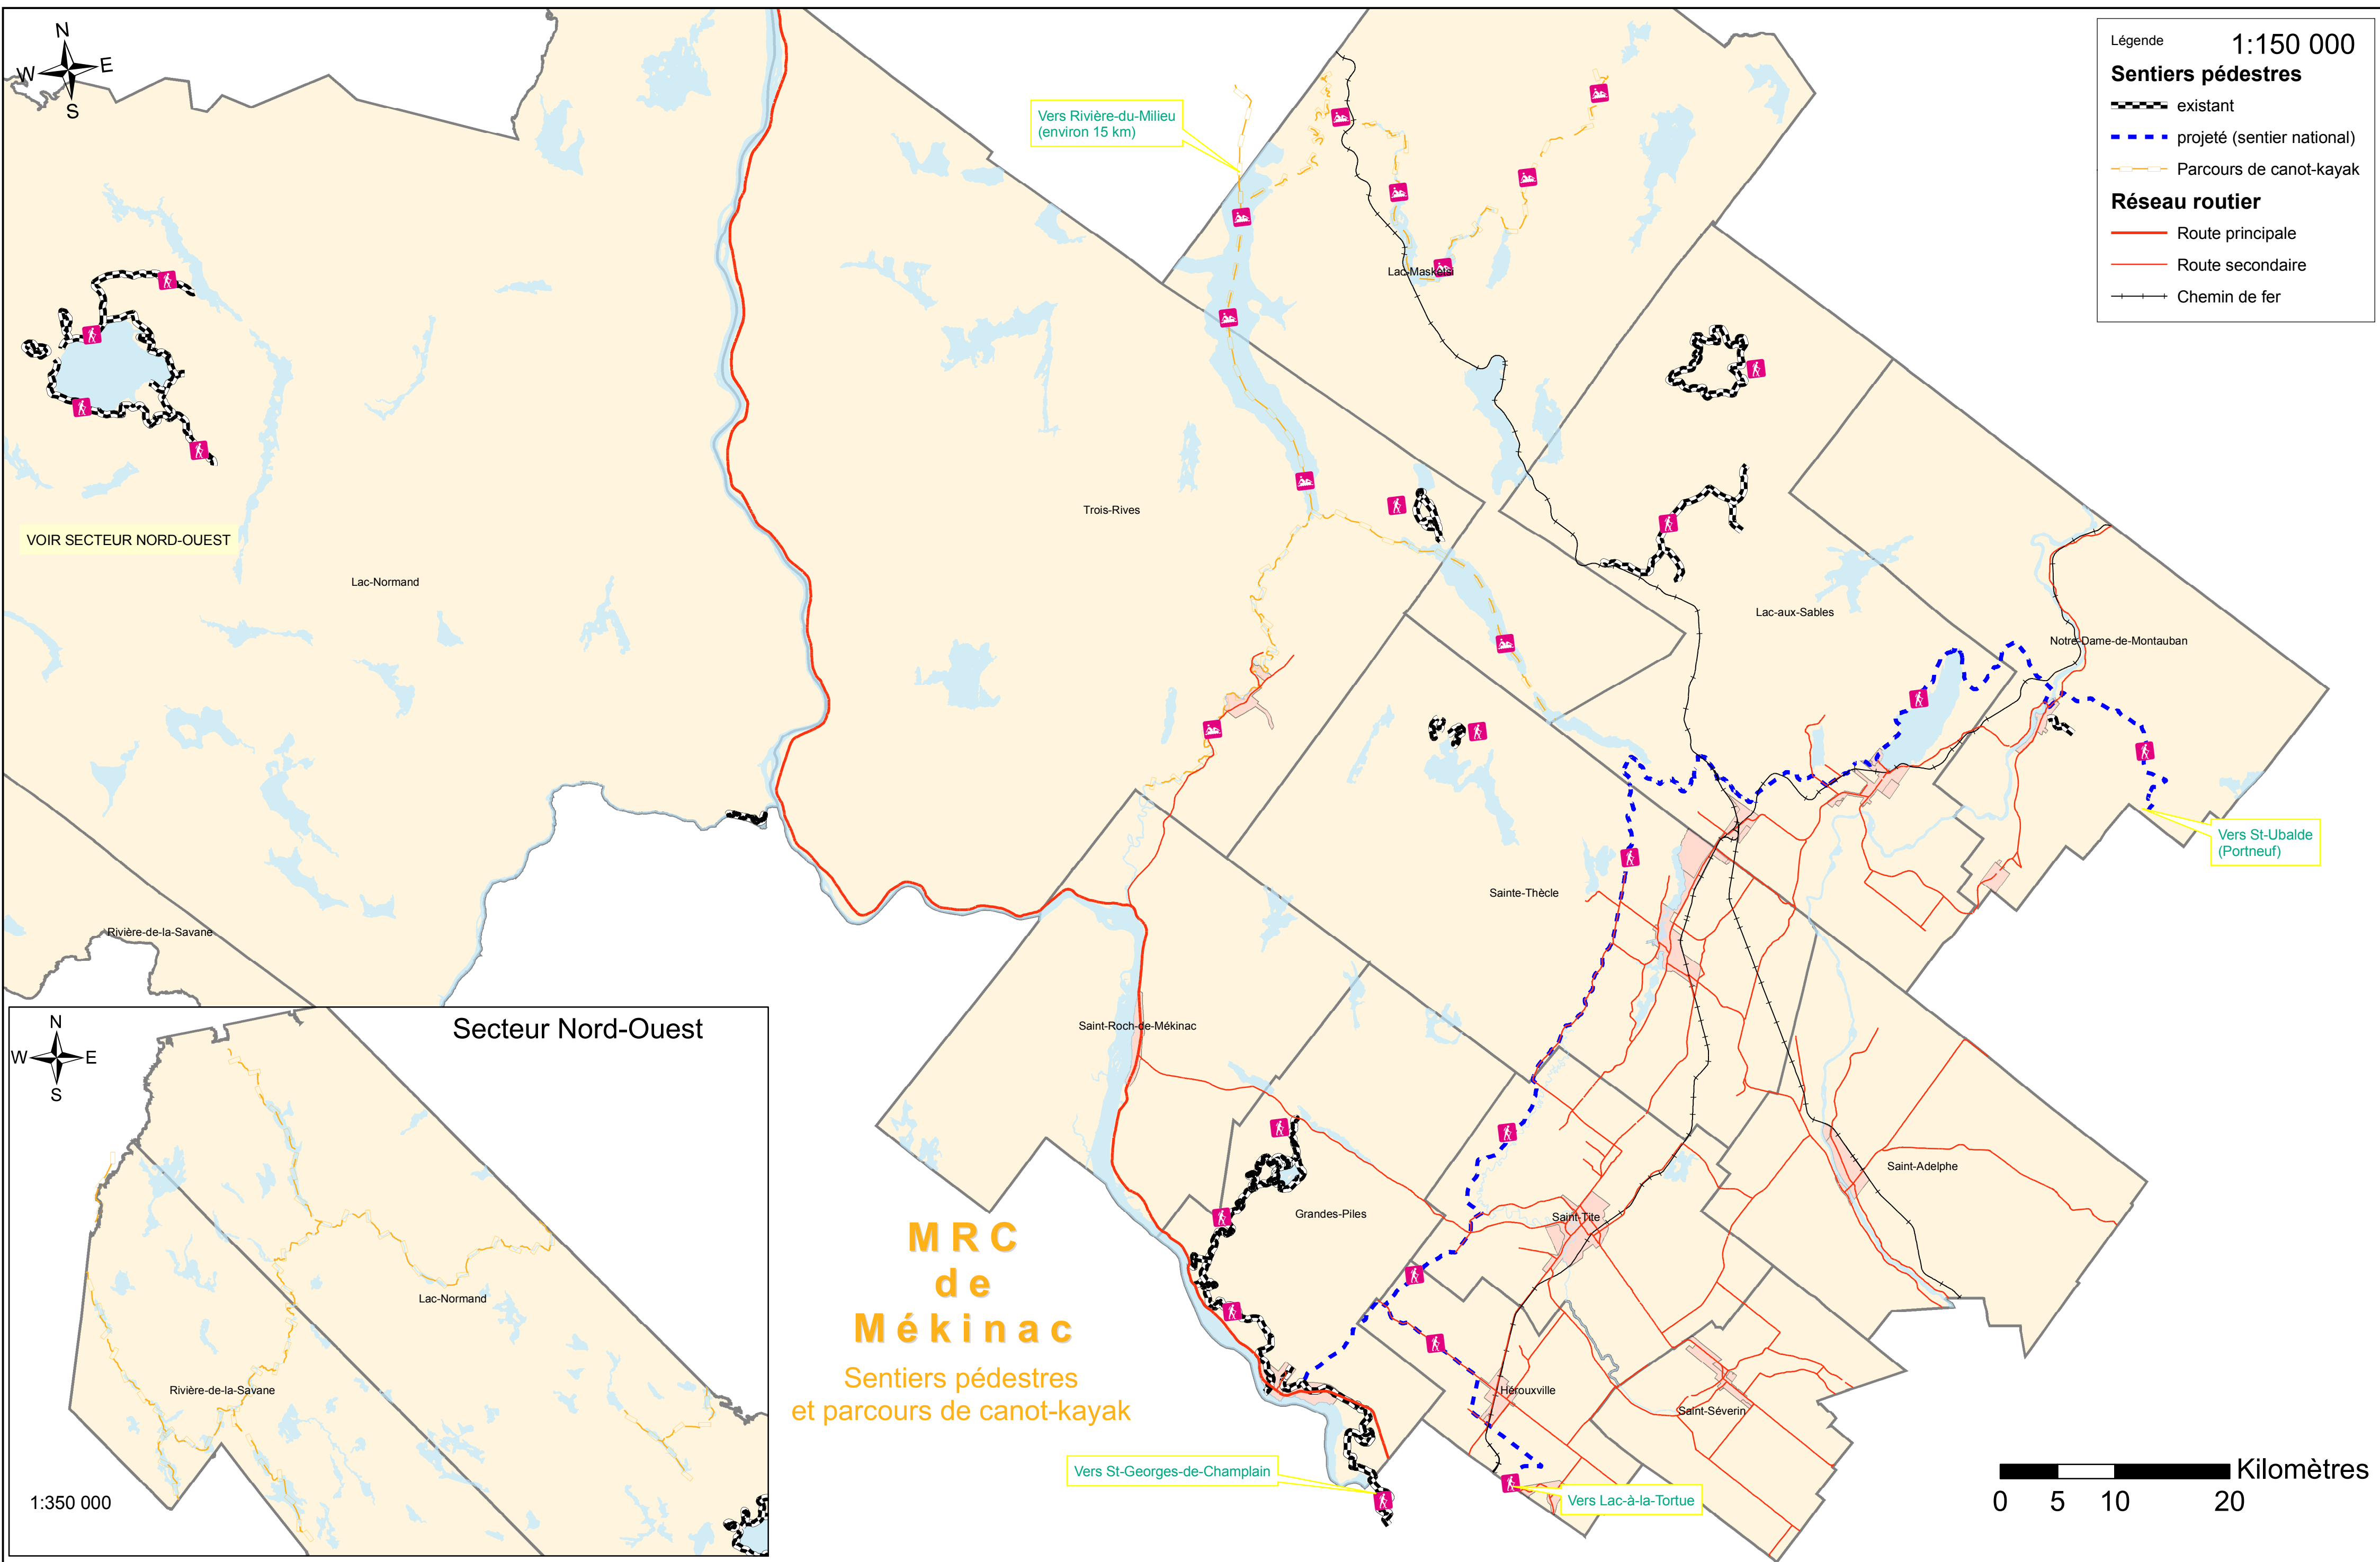 N
W E
S
Légende 1:150 000
Sentiers pédestres
existant
projeté (sentier national)
Parcours de canot-kayak
Réseau routier
Route principale
Route secondaire
Chemin de fer
Vers Rivière-du-Milieu
(environ 15 km)
Lac-Masketsi
Trois-Rives
VOIR SECTEUR NORD-OUEST
Lac-Normand
Lac-aux-Sables
Notre-Dame-de-Montauban
Vers St-Ubalde
(Portneuf)
Sainte-Thècle
Rivière-de-la-Savane
Saint-Roch-de-Mékinac
Saint-Adelphe
Grandes-Piles
Saint-Tite
Hérouxville
Saint-Séverin
Vers St-Georges-de-Champlain
Vers Lac-à-la-Tortue
MRC
de
Mékinac
Sentiers pédestres
et parcours de canot-kayak
Secteur Nord-Ouest
N
W E
S
Lac-Normand
Rivière-de-la-Savane
1:350 000
Kilomètres
0 5 10 20